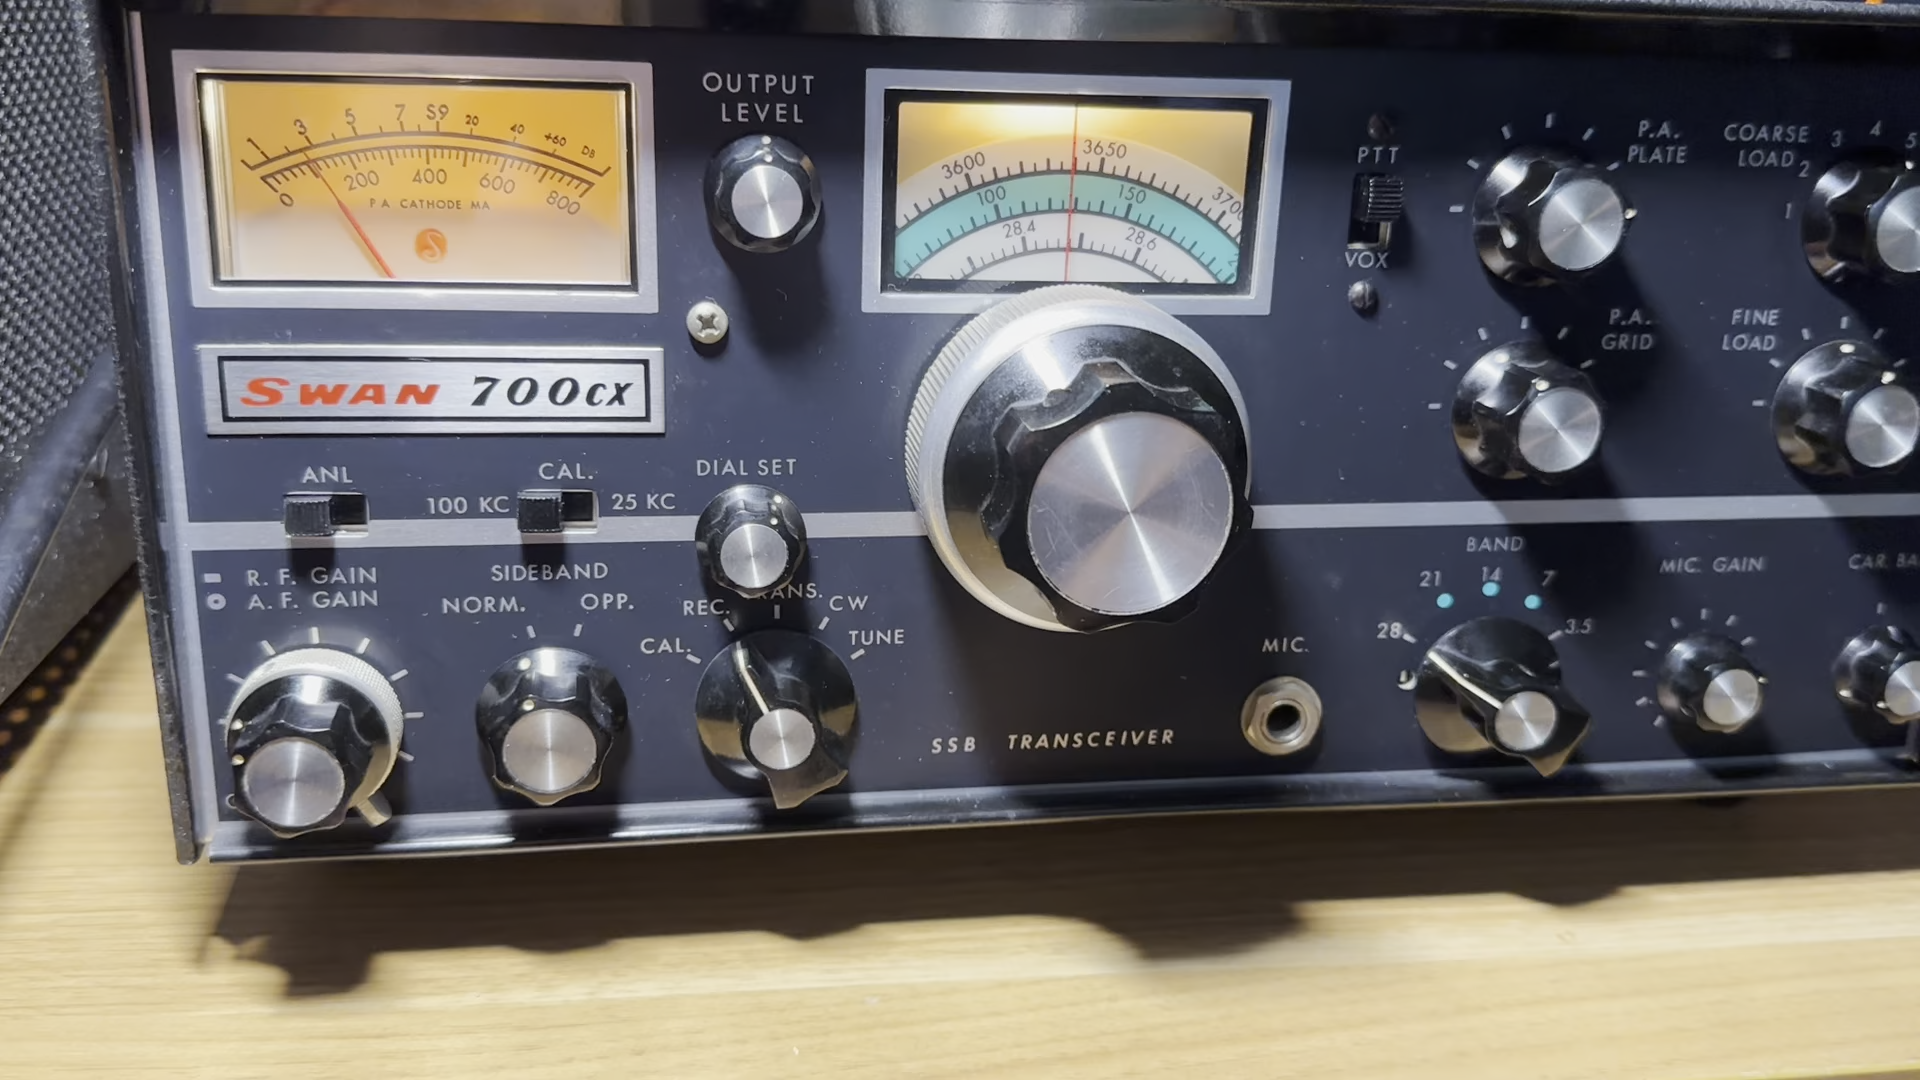 1 3 5 7 S9 20 40 +60 DB
0 200 400 600 800
P A CATHODE MA
S
SWAN 700CX
OUTPUT
LEVEL
3600 3650 3700
100 150
28.4 28.6
PTT
VOX
P.A.
PLATE
COARSE
LOAD
1 2 3 4 5
P.A.
GRID
FINE
LOAD
ANL
CAL.
100 KC 25 KC
DIAL SET
R. F. GAIN
A. F. GAIN
SIDEBAND
NORM. OPP.
CAL. REC. CW TUNE
SSB TRANSCEIVER
MIC.
BAND
28 21 14 7 3.5
MIC. GAIN
CAR.